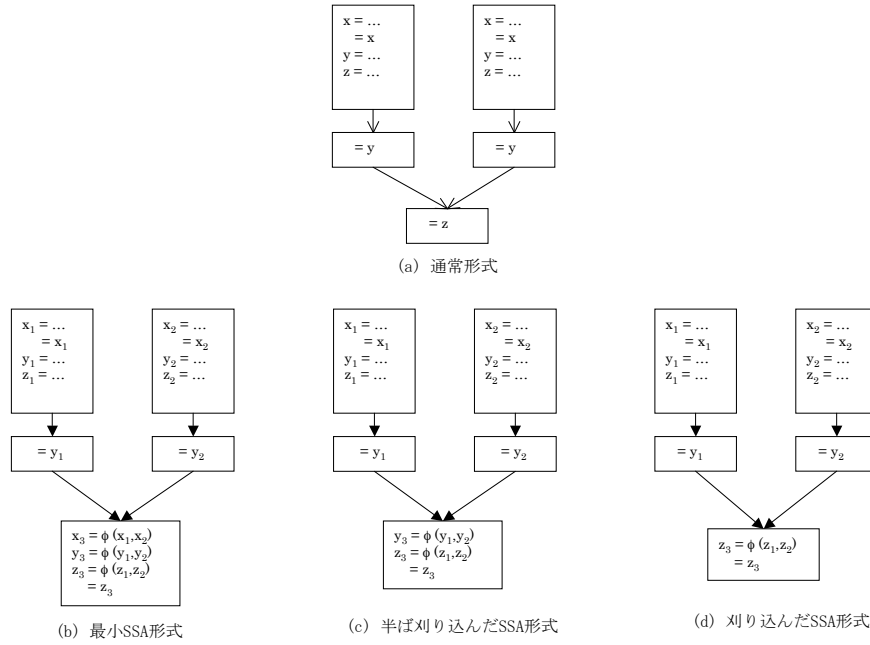 x = …
= x
y = …
z = …
x = …
= x
y = …
z = …
= y
= y
= z
(a) 通常形式
x₁ = …
= x₁
y₁ = …
z₁ = …
x₂ = …
= x₂
y₂ = …
z₂ = …
= y₁
= y₂
x₃ = ϕ (x₁,x₂)
y₃ = ϕ (y₁,y₂)
z₃ = ϕ (z₁,z₂)
= z₃
(b) 最小SSA形式
x₁ = …
= x₁
y₁ = …
z₁ = …
x₂ = …
= x₂
y₂ = …
z₂ = …
= y₁
= y₂
y₃ = ϕ (y₁,y₂)
z₃ = ϕ (z₁,z₂)
= z₃
(c) 半ば刈り込んだSSA形式
x₁ = …
= x₁
y₁ = …
z₁ = …
x₂ = …
= x₂
y₂ = …
z₂ = …
= y₁
= y₂
z₃ = ϕ (z₁,z₂)
= z₃
(d) 刈り込んだSSA形式